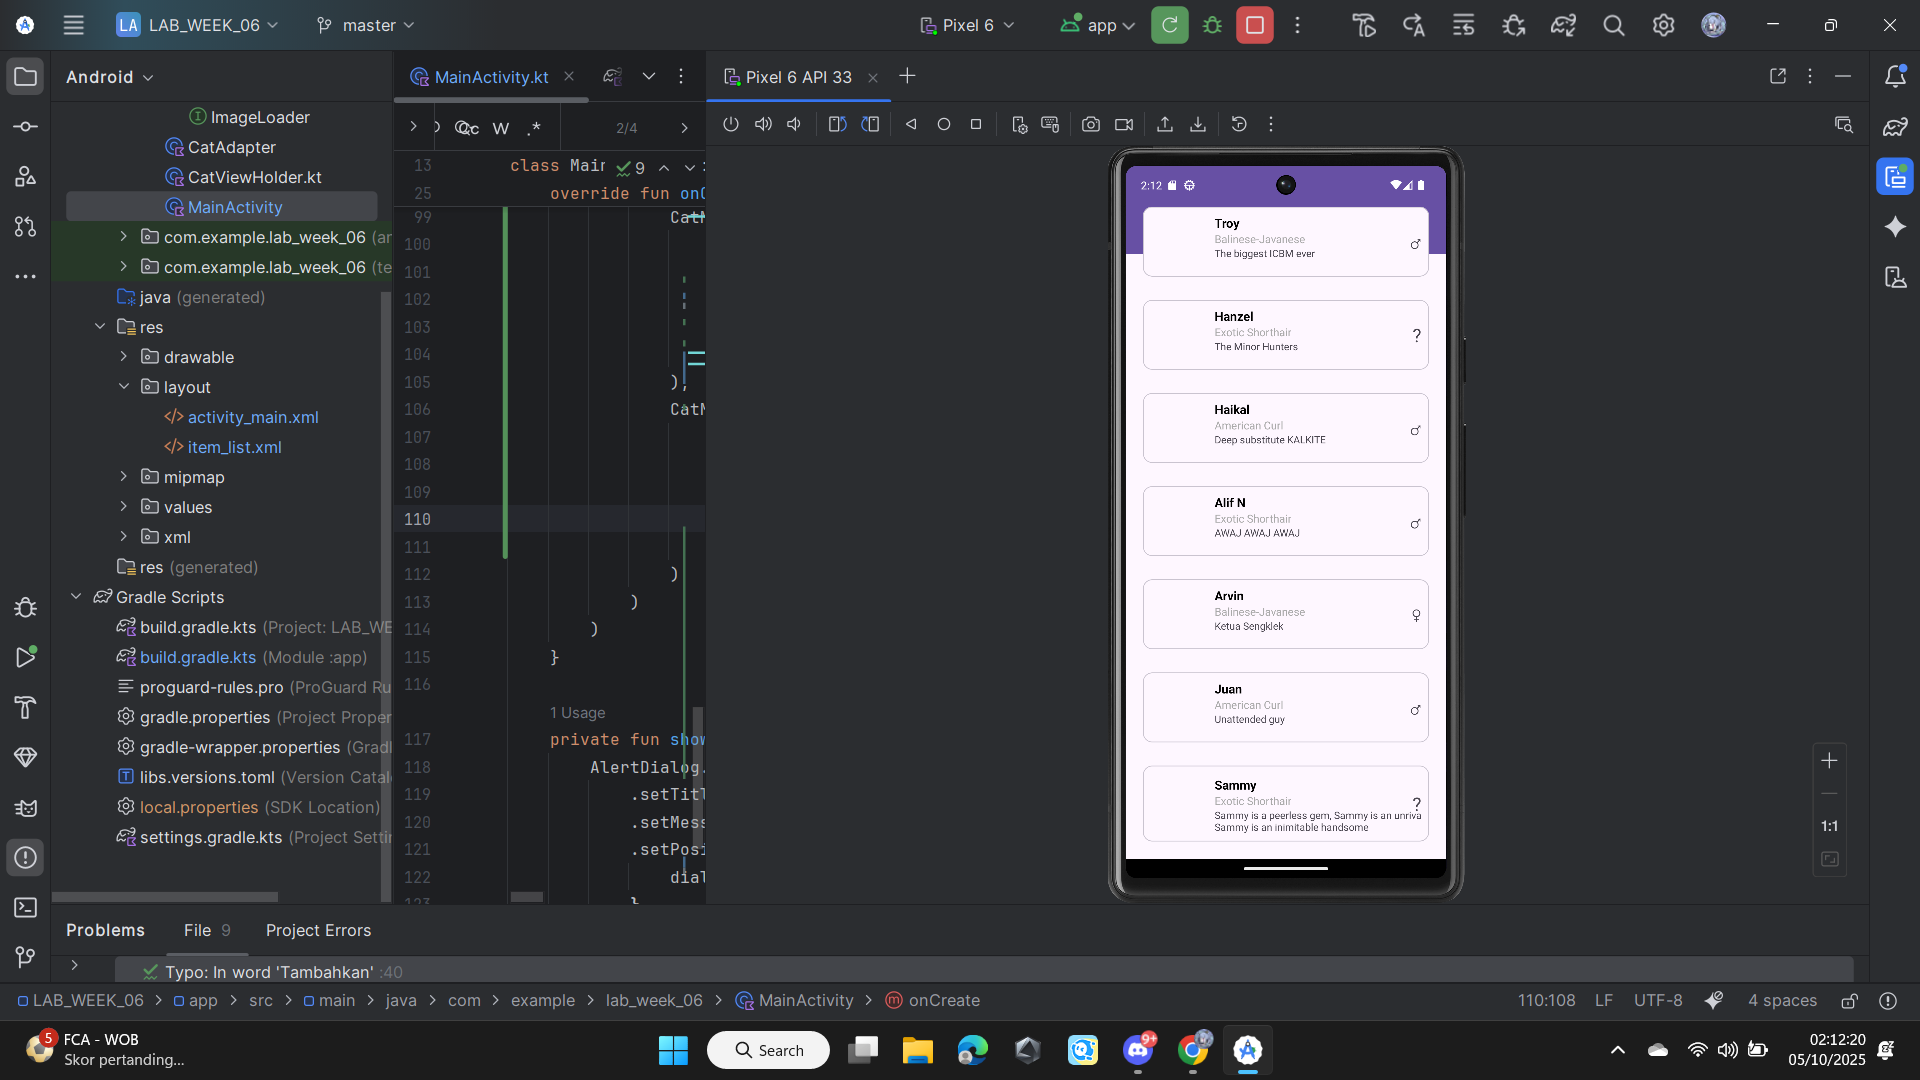 LA LAB_WEEK_06
master
Pixel 6
app
Android
MainActivity.kt
Pixel 6 API 33
ImageLoader
CatAdapter
CatViewHolder.kt
MainActivity
com.example.lab_week_06 (an
com.example.lab_week_06 (te
java (generated)
res
drawable
layout
activity_main.xml
item_list.xml
mipmap
values
xml
res (generated)
Gradle Scripts
build.gradle.kts (Project: LAB_WE
build.gradle.kts (Module :app)
proguard-rules.pro (ProGuard Ru
gradle.properties (Project Proper
gradle-wrapper.properties (Gradl
libs.versions.toml (Version Catal
local.properties (SDK Location)
settings.gradle.kts (Project Setti
Cc W .* 2/4
13 class Main 9
25 override fun onC
99 CatM
100
101
102
103
104
105 ),
106 CatM
107
108
109
110
111
112 )
113 )
114 )
115 }
116
1 Usage
117 private fun show
118 AlertDialog.
119 .setTitl
120 .setMess
121 .setPosi
122 dial
123 }
2:12
Troy
Balinese-Javanese
The biggest ICBM ever
♂
Hanzel
Exotic Shorthair
The Minor Hunters
?
Haikal
American Curl
Deep substitute KALKITE
♂
Alif N
Exotic Shorthair
AWAJ AWAJ AWAJ
♂
Arvin
Balinese-Javanese
Ketua Sengklek
♀
Juan
American Curl
Unattended guy
♂
Sammy
Exotic Shorthair
?
Sammy is a peerless gem, Sammy is an unriva
Sammy is an inimitable handsome
1:1
Problems
File 9
Project Errors
Typo: In word 'Tambahkan' :40
LAB_WEEK_06 > app > src > main > java > com > example > lab_week_06 > MainActivity > onCreate
110:108 LF UTF-8 4 spaces
5
FCA - WOB
Skor pertanding...
Search
9+
02:12:20
05/10/2025